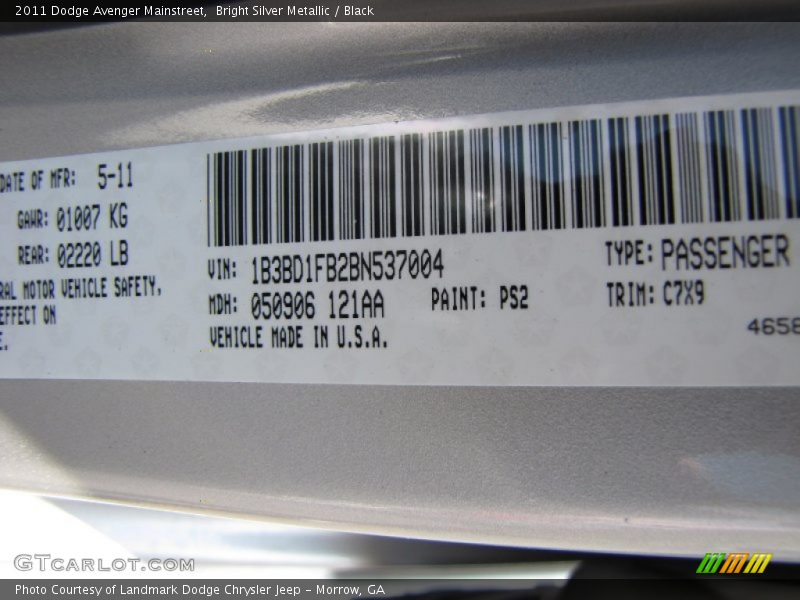 2011 Dodge Avenger Mainstreet,  Bright Silver Metallic / Black
DATE OF MFR: 5-11
GAWR: 01007 KG
REAR: 02220 LB
RAL MOTOR VEHICLE SAFETY,
EFFECT ON
E.
VIN: 1B3BD1FB2BN537004
TYPE: PASSENGER
MDH: 050906 121AA
PAINT: PS2
TRIM: C7X9
VEHICLE MADE IN U.S.A.
4658
GTCARLOT.COM
Photo Courtesy of Landmark Dodge Chrysler Jeep – Morrow, GA